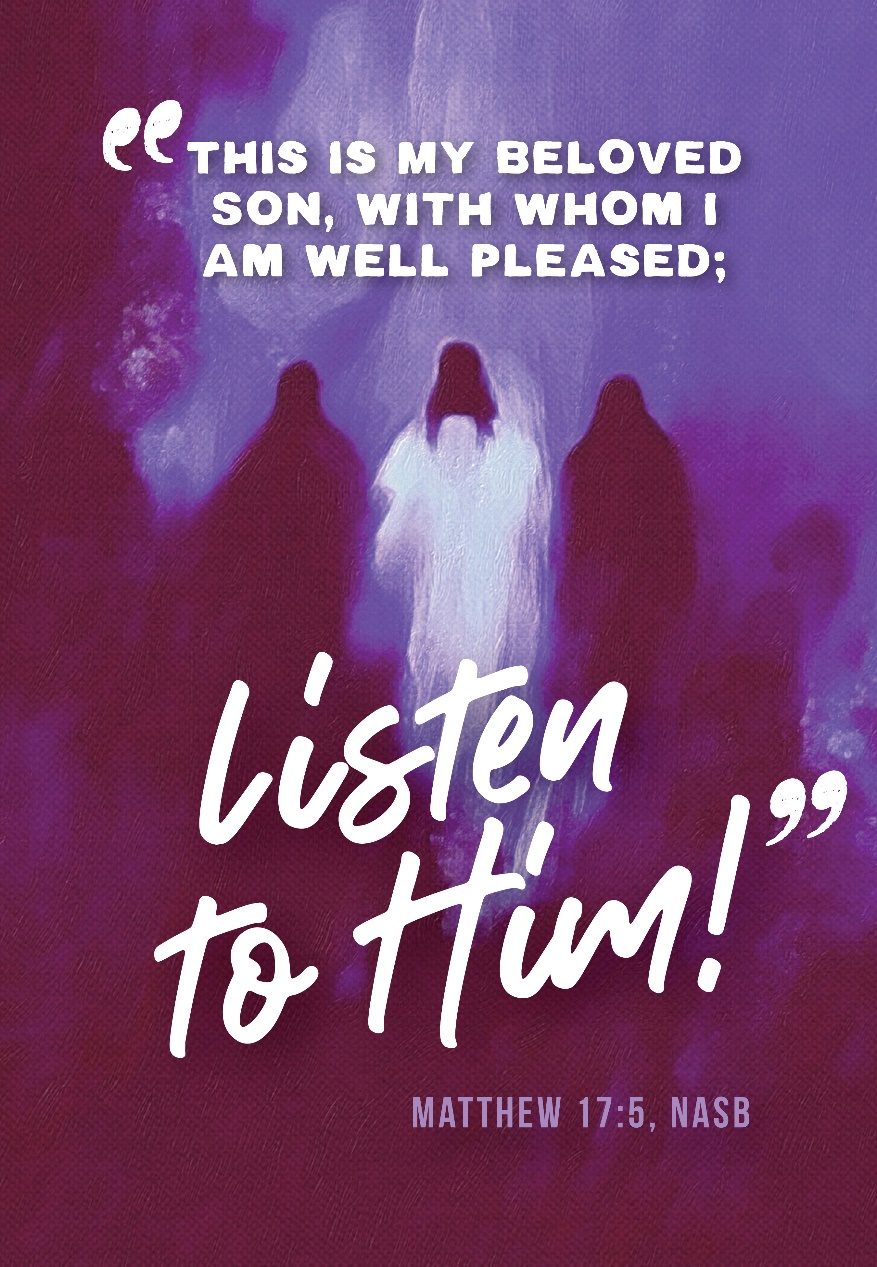 “THIS IS MY BELOVED
SON, WITH WHOM I
AM WELL PLEASED;
Listen
to Him!”
MATTHEW 17:5, NASB